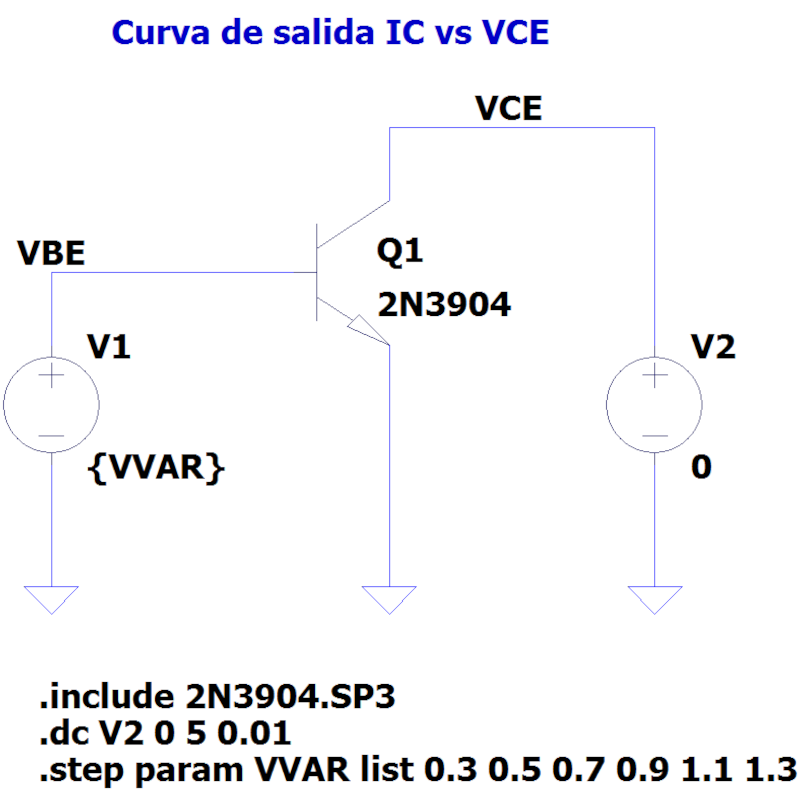 Curva de salida IC vs VCE
VCE
VBE
Q1
2N3904
V1
V2
{VVAR}
0
.include 2N3904.SP3
.dc V2 0 5 0.01
.step param VVAR list 0.3 0.5 0.7 0.9 1.1 1.3